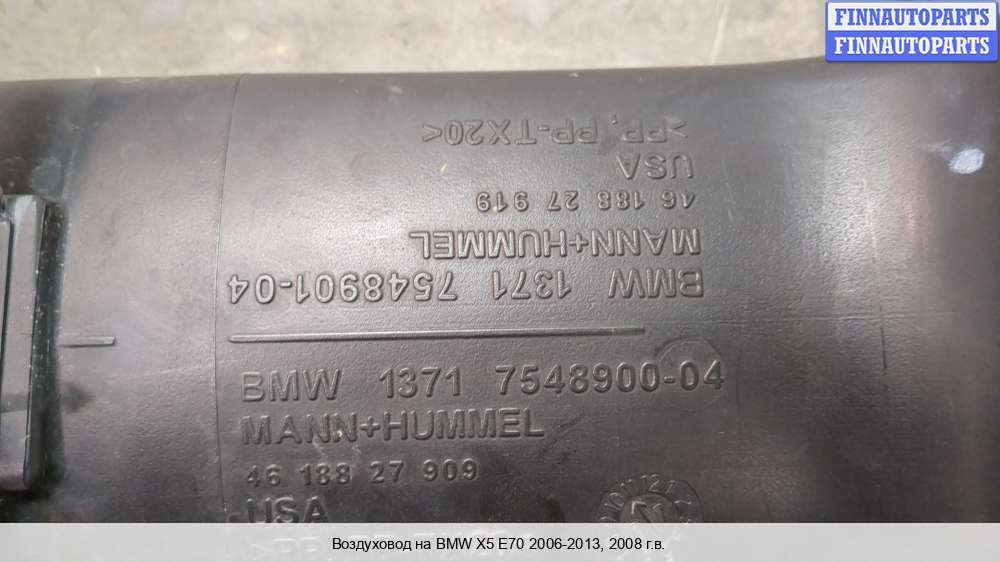 FINNAUTOPARTS
FINNAUTOPARTS
>PP, PP-TX20<
USA
46 188 27 919
MANN+HUMMEL
BMW 1371 7548901-04
BMW 1371 7548900-04
MANN+HUMMEL
46 188 27 909
USA
Воздуховод на BMW X5 E70 2006-2013, 2008 г.в.